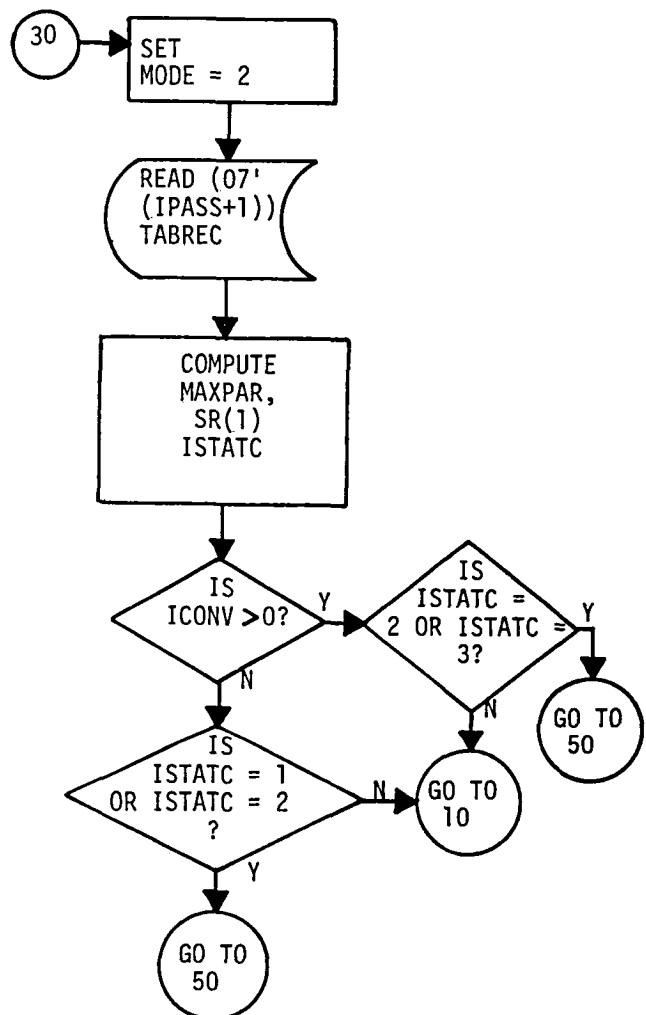 30
SET
MODE = 2
READ (07'
(IPASS+1))
TABREC
COMPUTE
MAXPAR,
SR(1)
ISTATC
IS
ICONV >0?
Y
N
IS
ISTATC =
2 OR ISTATC =
3?
Y
N
GO TO
50
IS
ISTATC = 1
OR ISTATC = 2
?
N
Y
GO TO
10
GO TO
50